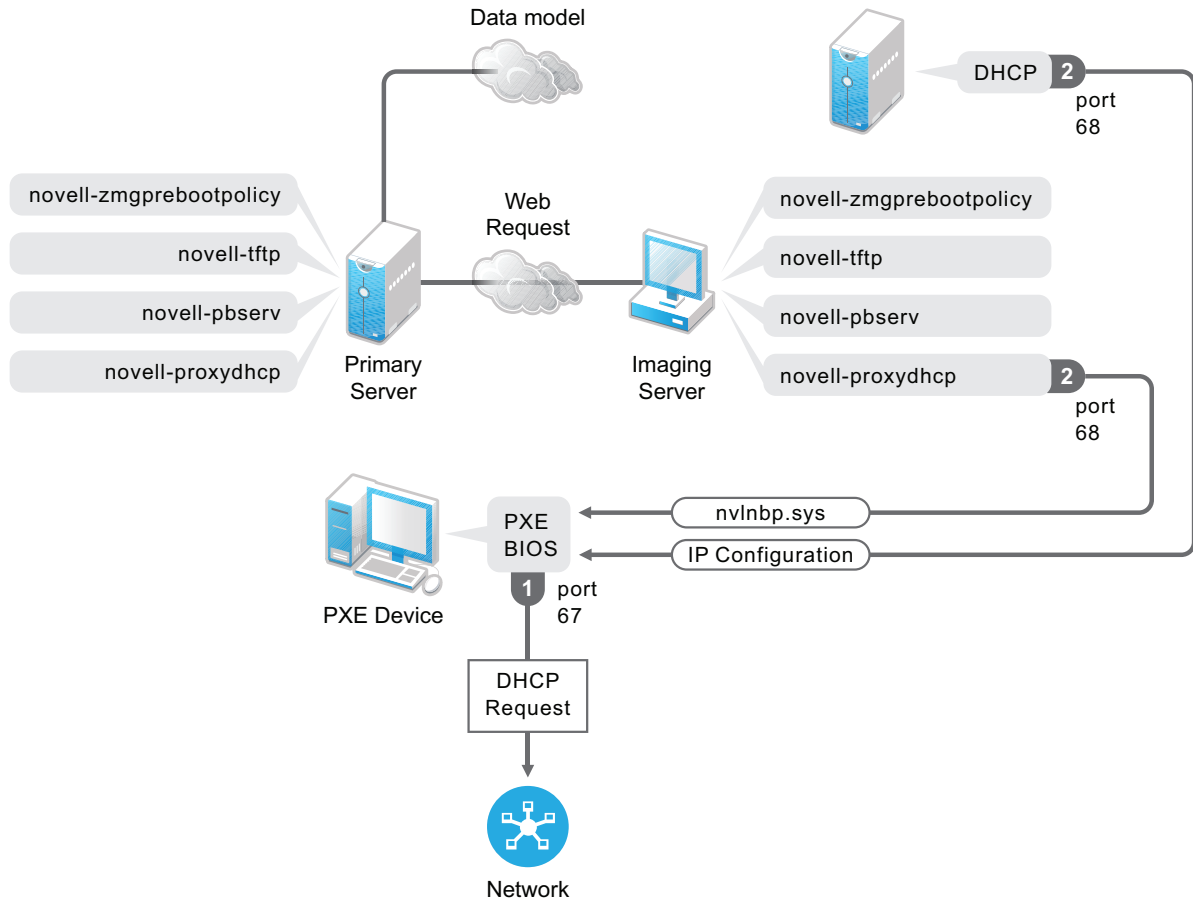 Data model
DHCP
2
port
68
novell-zmgprebootpolicy
novell-tftp
novell-pbserv
novell-proxydhcp
Primary
Server
Web
Request
Imaging
Server
novell-zmgprebootpolicy
novell-tftp
novell-pbserv
novell-proxydhcp
2
port
68
nvlnbp.sys
IP Configuration
PXE
BIOS
1
port
67
PXE Device
DHCP
Request
Network